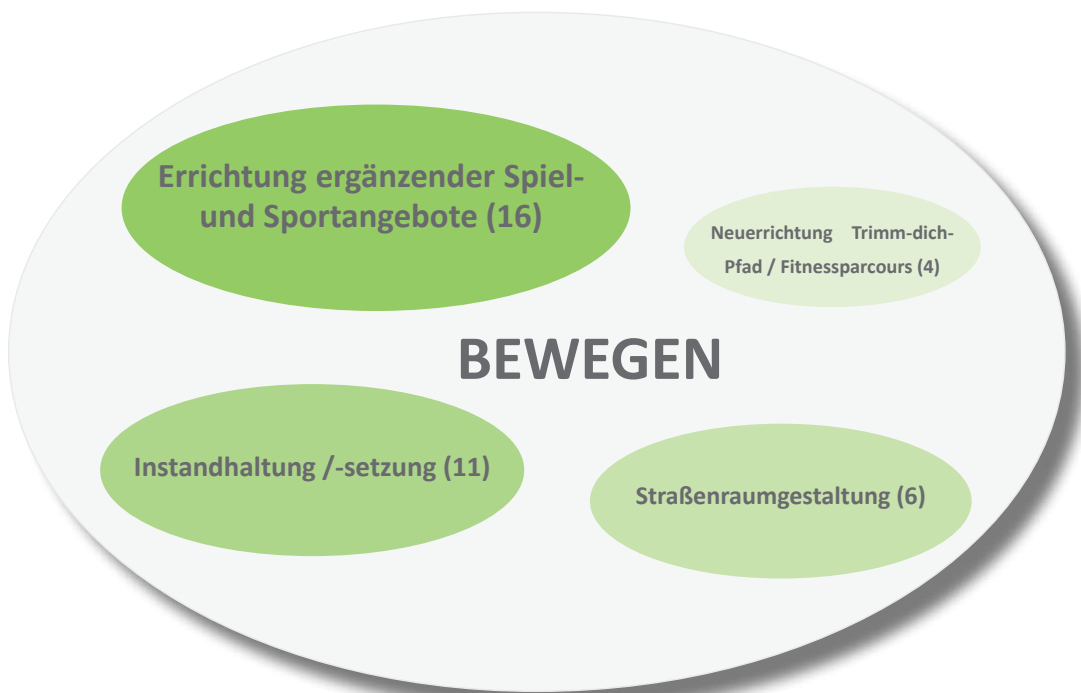 Errichtung ergänzender Spiel-
und Sportangebote (16)
Neuerrichtung Trimm-dich-
Pfad / Fitnessparcours (4)
BEWEGEN
Instandhaltung /-setzung (11)
Straßenraumgestaltung (6)